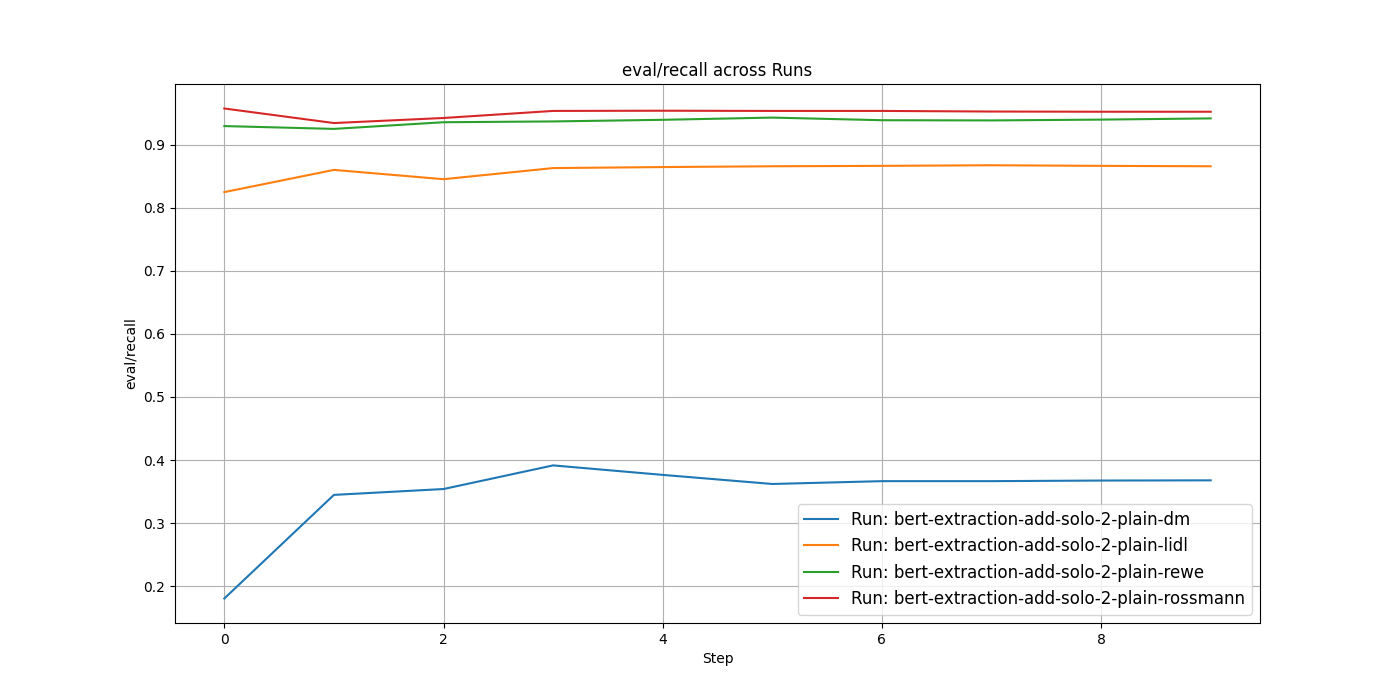 eval/recall across Runs
eval/recall
0.9
0.8
0.7
0.6
0.5
0.4
0.3
0.2
0 2 4 6 8
Step
Run: bert-extraction-add-solo-2-plain-dm
Run: bert-extraction-add-solo-2-plain-lidl
Run: bert-extraction-add-solo-2-plain-rewe
Run: bert-extraction-add-solo-2-plain-rossmann